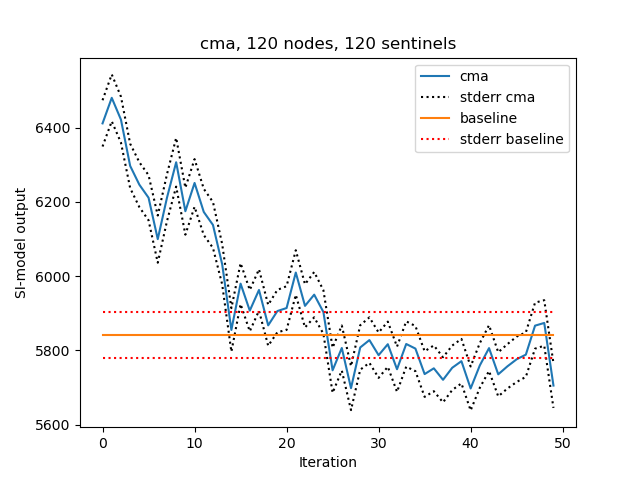 cma, 120 nodes, 120 sentinels
cma
stderr cma
baseline
stderr baseline
SI-model output
6400
6200
6000
5800
5600
0 10 20 30 40 50
Iteration